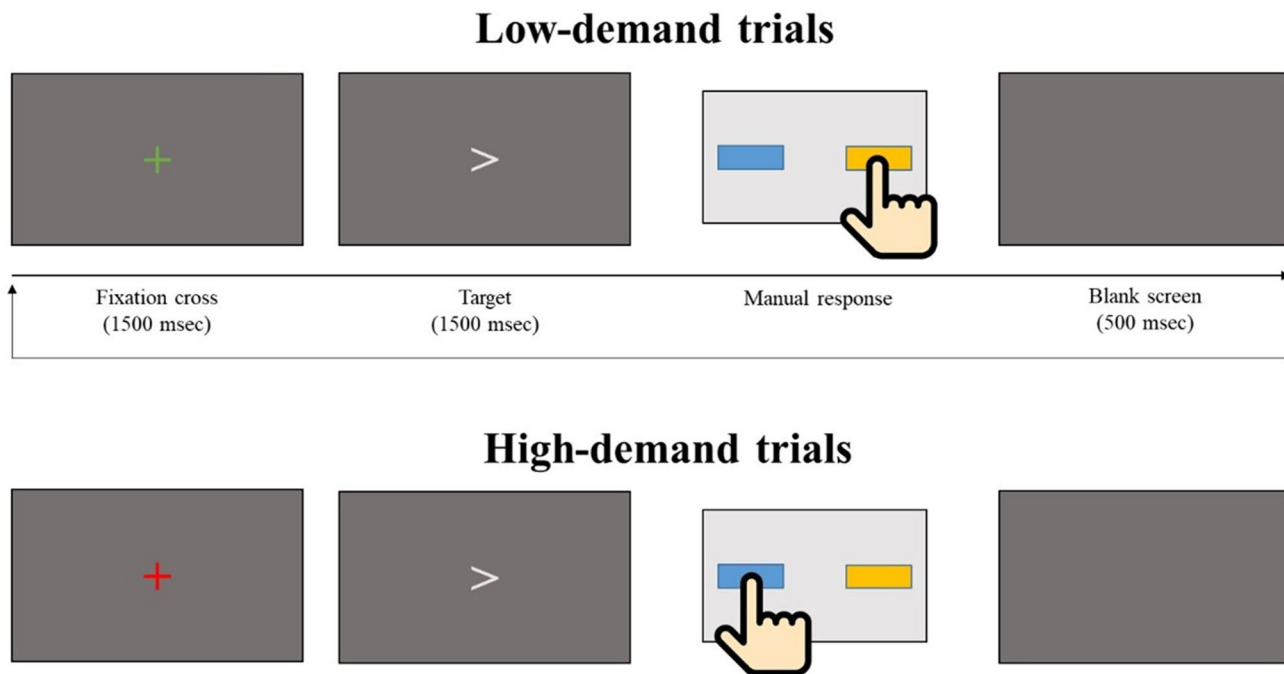 Low-demand trials
+
>
Fixation cross
(1500 msec)
Target
(1500 msec)
Manual response
Blank screen
(500 msec)
High-demand trials
+
>